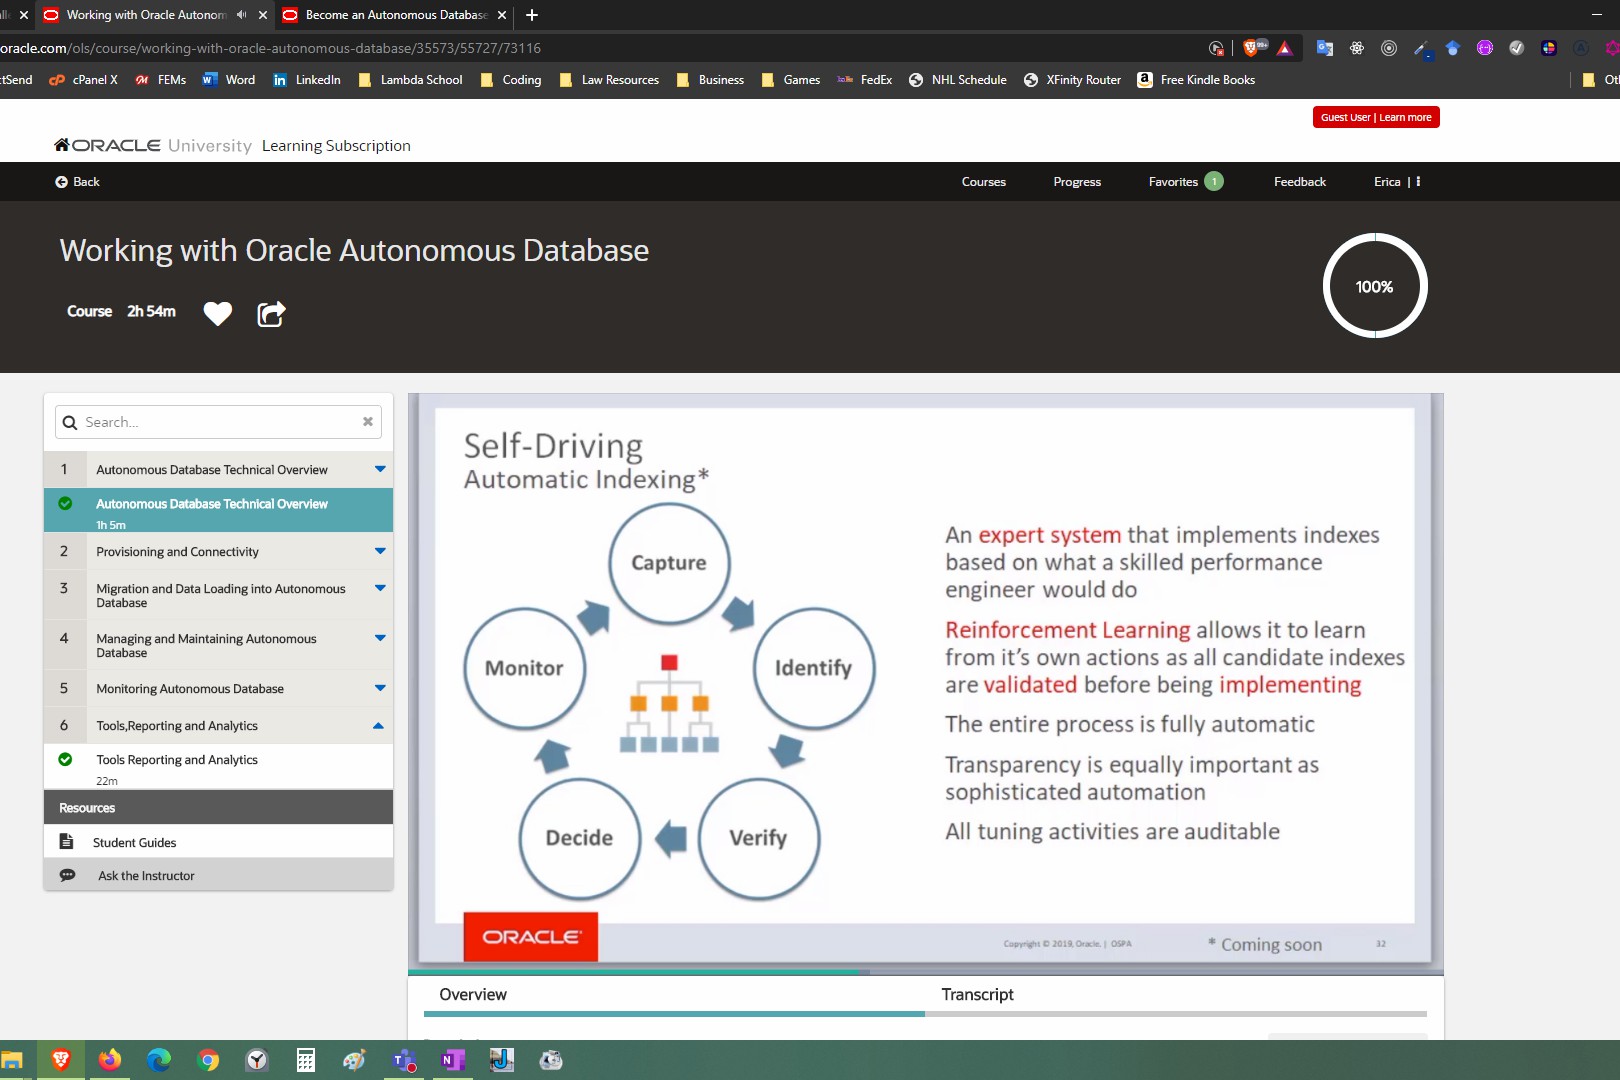 Working with Oracle Autonom
Become an Autonomous Database
oracle.com/ols/course/working-with-oracle-autonomous-database/35573/55727/73116
99+
ctSend
cPanel X
FEMs
Word
LinkedIn
Lambda School
Coding
Law Resources
Business
Games
FedEx
NHL Schedule
XFinity Router
Free Kindle Books
Guest User | Learn more
ORACLE University Learning Subscription
Back
Courses
Progress
Favorites 1
Feedback
Erica |
Working with Oracle Autonomous Database
Course 2h 54m
100%
Search...
1 Autonomous Database Technical Overview
Autonomous Database Technical Overview
1h 5m
2 Provisioning and Connectivity
3 Migration and Data Loading into Autonomous
Database
4 Managing and Maintaining Autonomous
Database
5 Monitoring Autonomous Database
6 Tools,Reporting and Analytics
Tools Reporting and Analytics
22m
Resources
Student Guides
Ask the Instructor
Self-Driving
Automatic Indexing*
Capture
Identify
Verify
Decide
Monitor
An expert system that implements indexes
based on what a skilled performance
engineer would do
Reinforcement Learning allows it to learn
from it's own actions as all candidate indexes
are validated before being implementing
The entire process is fully automatic
Transparency is equally important as
sophisticated automation
All tuning activities are auditable
ORACLE
Copyright © 2019, Oracle. | OSPA
* Coming soon
32
Overview
Transcript